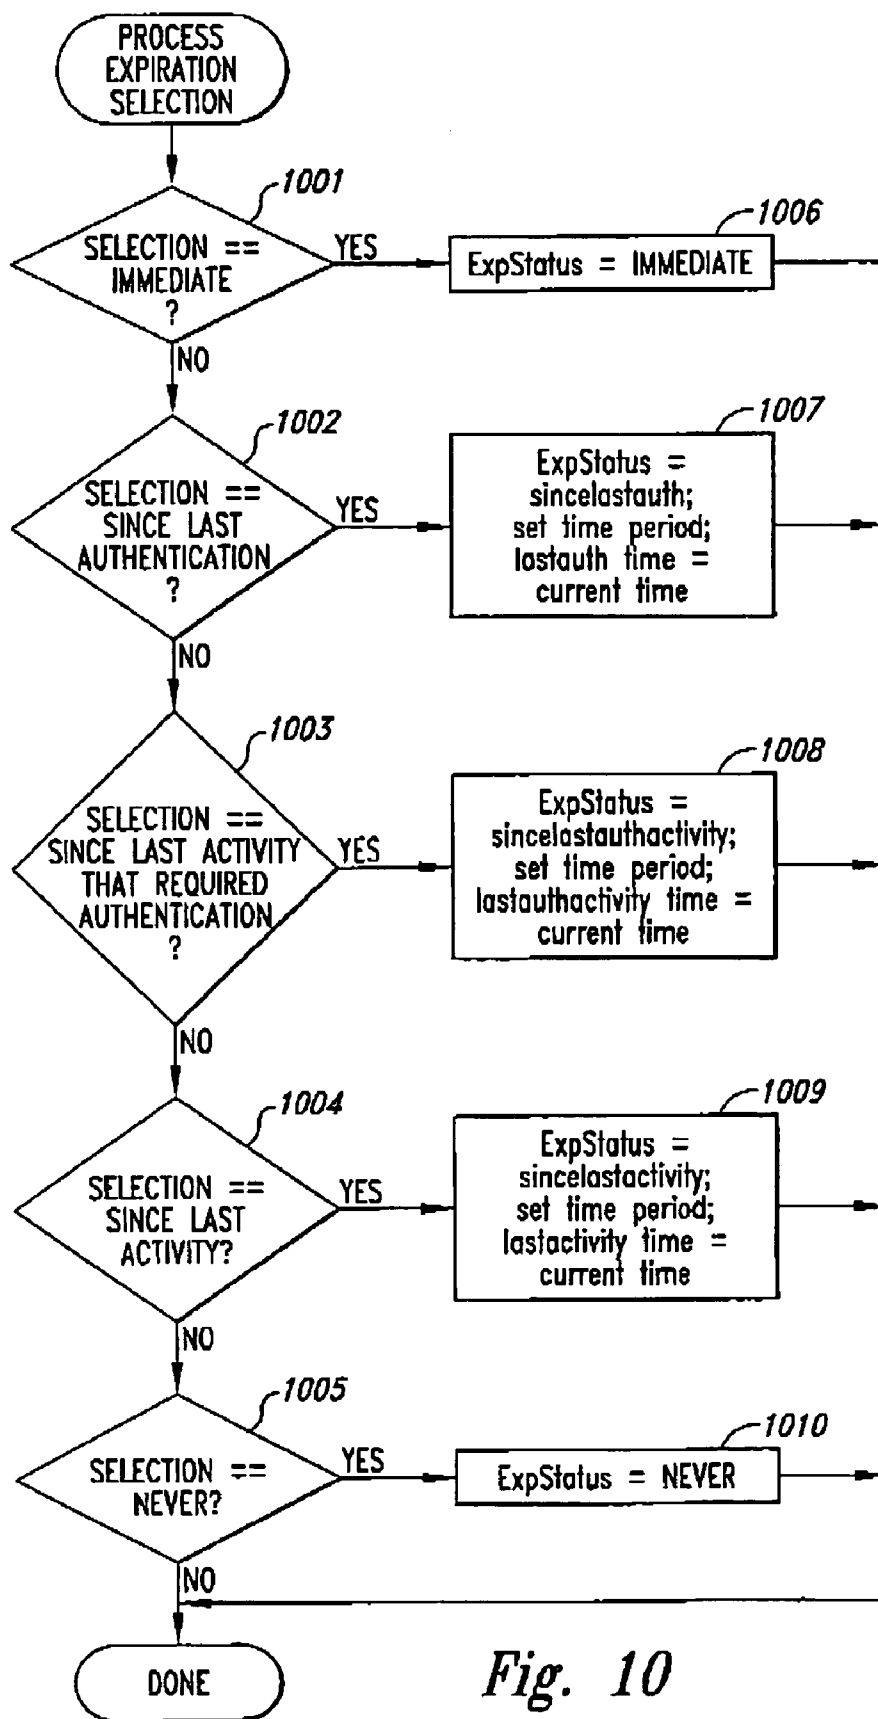 PROCESS
EXPIRATION
SELECTION
1001
SELECTION ==
IMMEDIATE
?
YES
1006
ExpStatus = IMMEDIATE
NO
1002
SELECTION ==
SINCE LAST
AUTHENTICATION
?
YES
1007
ExpStatus =
sincelastauth;
set time period;
lastauth time =
current time
NO
1003
SELECTION ==
SINCE LAST ACTIVITY
THAT REQUIRED
AUTHENTICATION
?
YES
1008
ExpStatus =
sincelastauthactivity;
set time period;
lastauthactivity time =
current time
NO
1004
SELECTION ==
SINCE LAST
ACTIVITY?
YES
1009
ExpStatus =
sincelastactivity;
set time period;
lastactivity time =
current time
NO
1005
SELECTION ==
NEVER?
YES
1010
ExpStatus = NEVER
NO
DONE
Fig. 10